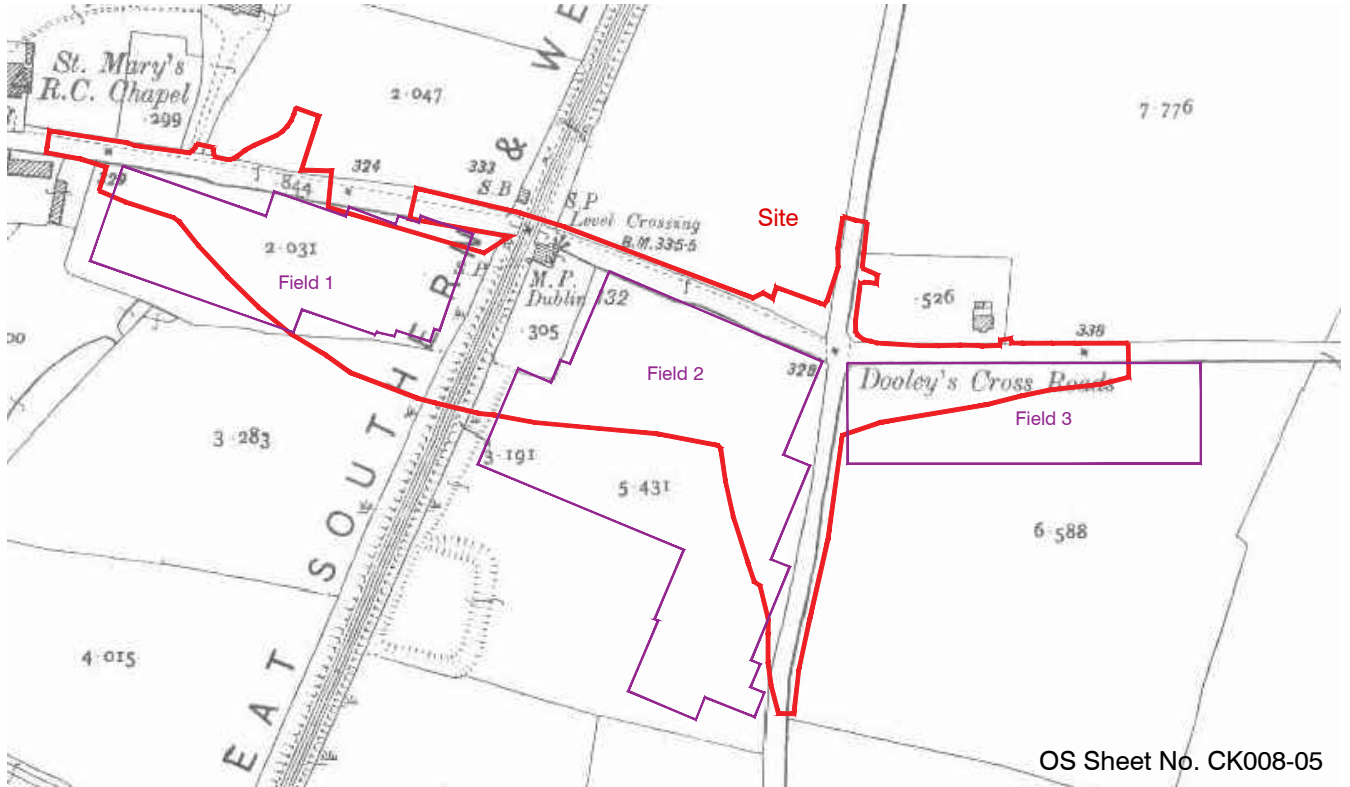 St. Mary's
R.C. Chapel
·299
2·047
7·776
324
333
S.B
844
S.P
Level Crossing
B.M.335·5
Site
2·031
Field 1
M.P.
Dublin 132
·305
·526
338
328
Field 2
Dooley's Cross Roads
Field 3
3·283
3·191
5·431
6·588
4·015
EAT SOUTHERN & WE
OS Sheet No. CK008-05